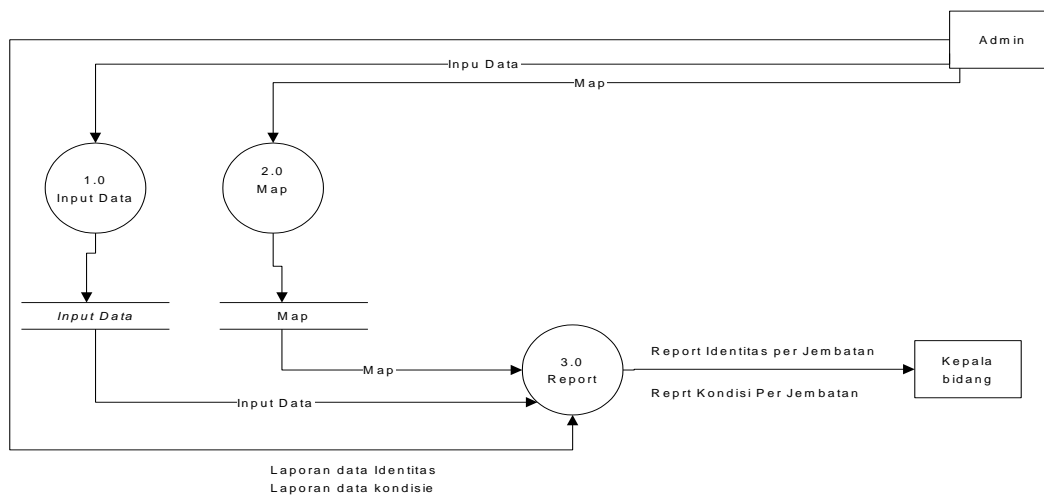 Admin
Inpu Data
Map
1.0
Input Data
2.0
Map
Input Data
Map
Map
Input Data
3.0
Report
Report Identitas per Jembatan
Reprt Kondisi Per Jembatan
Kepala
bidang
Laporan data Identitas
Laporan data kondisie